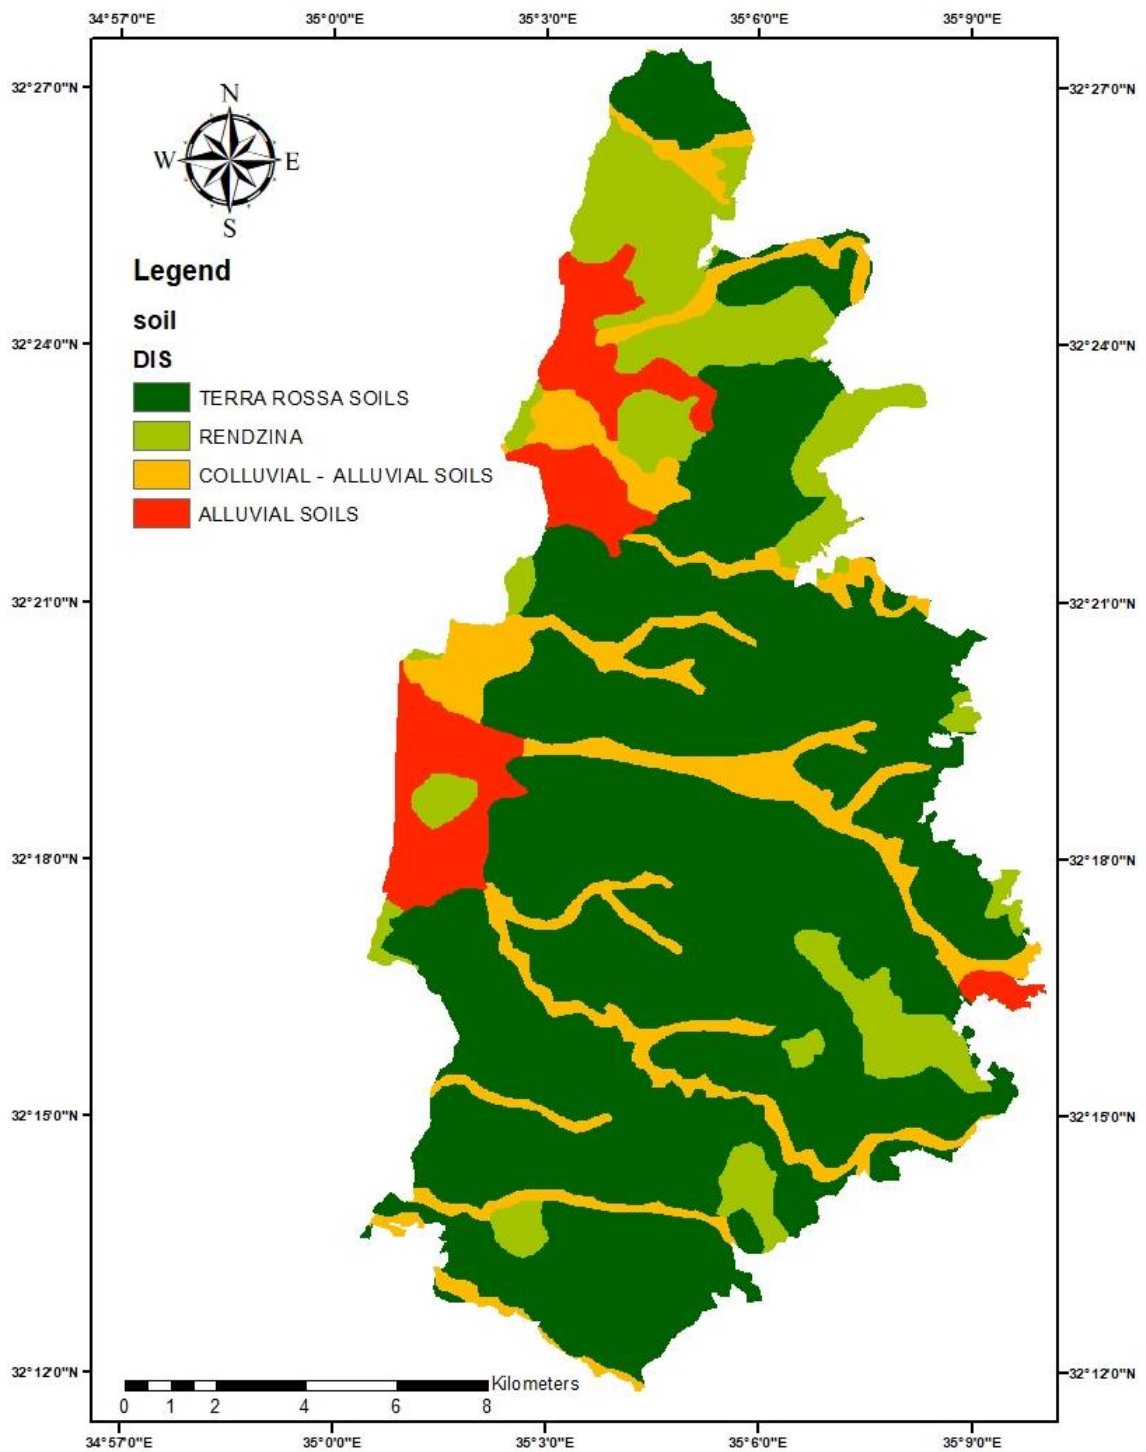 34°57'0"E 35°0'0"E 35°3'0"E 35°6'0"E 35°9'0"E
32°27'0"N 32°27'0"N
N
W E
S
Legend
soil
32°24'0"N 32°24'0"N
DIS
TERRA ROSSA SOILS
RENDZINA
COLLUVIAL - ALLUVIAL SOILS
ALLUVIAL SOILS
32°21'0"N 32°21'0"N
32°18'0"N 32°18'0"N
32°15'0"N 32°15'0"N
32°12'0"N 32°12'0"N
Kilometers
0 1 2 4 6 8
34°57'0"E 35°0'0"E 35°3'0"E 35°6'0"E 35°9'0"E